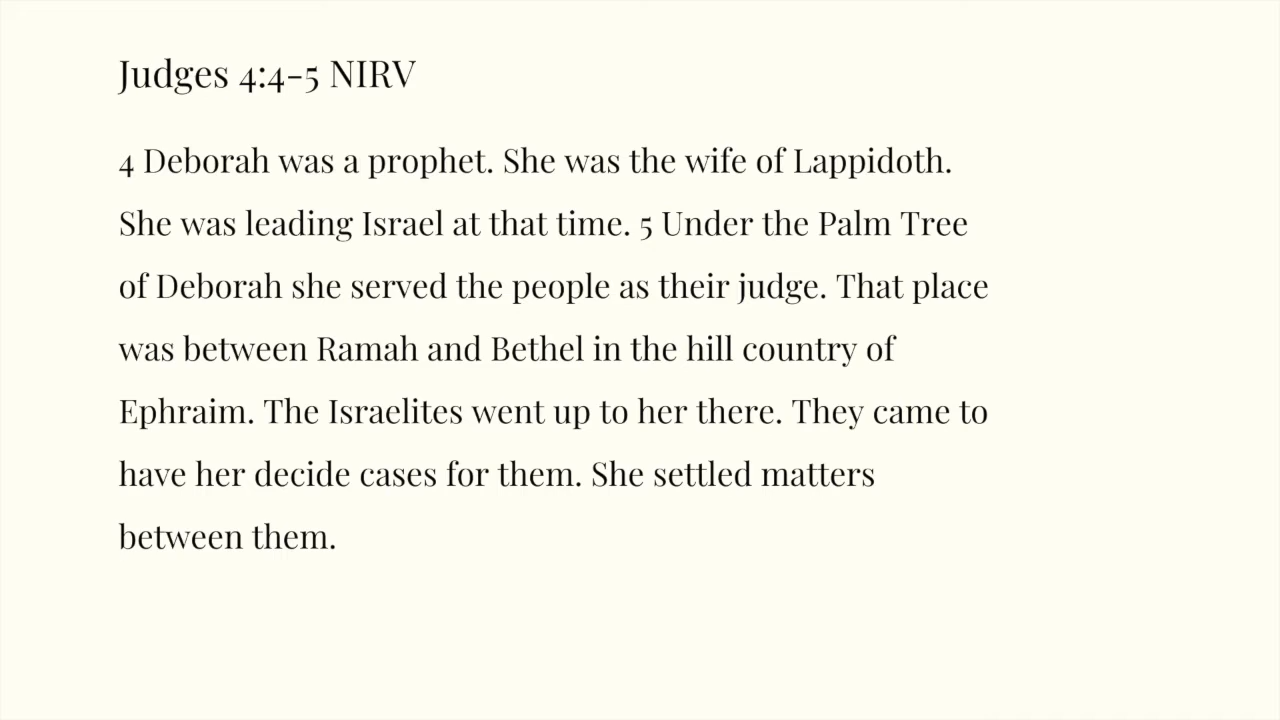 Judges 4:4-5 NIRV
4 Deborah was a prophet. She was the wife of Lappidoth.
She was leading Israel at that time. 5 Under the Palm Tree
of Deborah she served the people as their judge. That place
was between Ramah and Bethel in the hill country of
Ephraim. The Israelites went up to her there. They came to
have her decide cases for them. She settled matters
between them.